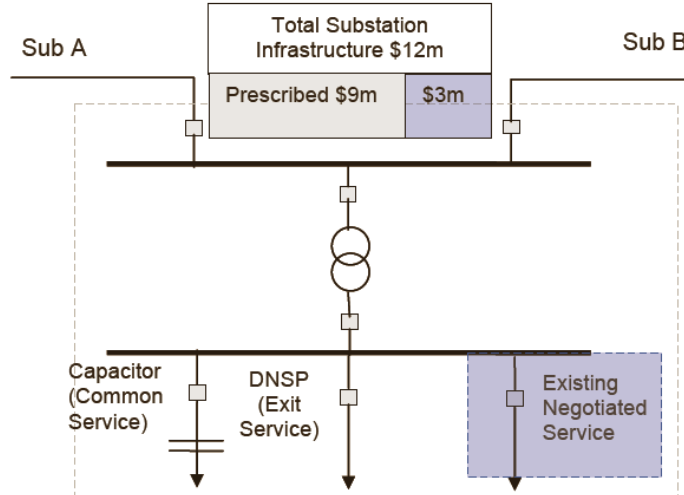 Total Substation
Infrastructure $12m
Sub A
Sub B
Prescribed $9m
$3m
Capacitor
(Common
Service)
DNSP
(Exit
Service)
Existing
Negotiated
Service